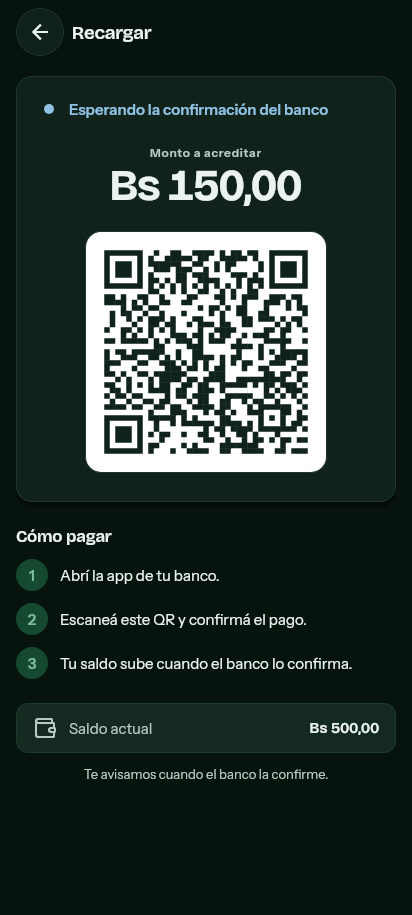 Recargar
Esperando la confirmación del banco
Monto a acreditar
Bs 150,00
Cómo pagar
1 Abrí la app de tu banco.
2 Escaneá este QR y confirmá el pago.
3 Tu saldo sube cuando el banco lo confirma.
Saldo actual Bs 500,00
Te avisamos cuando el banco la confirme.